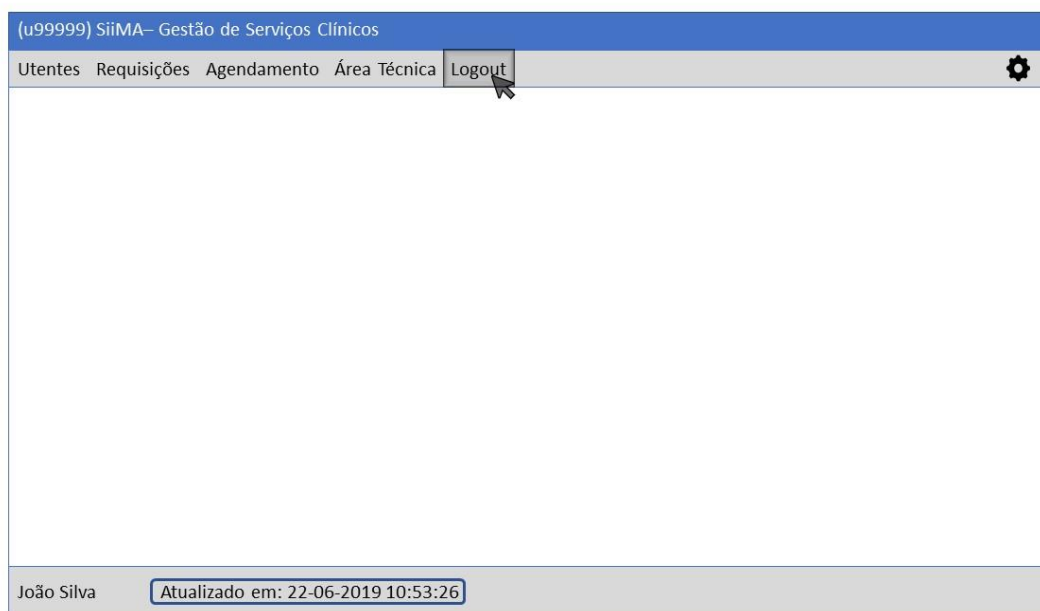 (u99999) SiiMA– Gestão de Serviços Clínicos
Utentes Requisições Agendamento Área Técnica Logout
João Silva Atualizado em: 22-06-2019 10:53:26